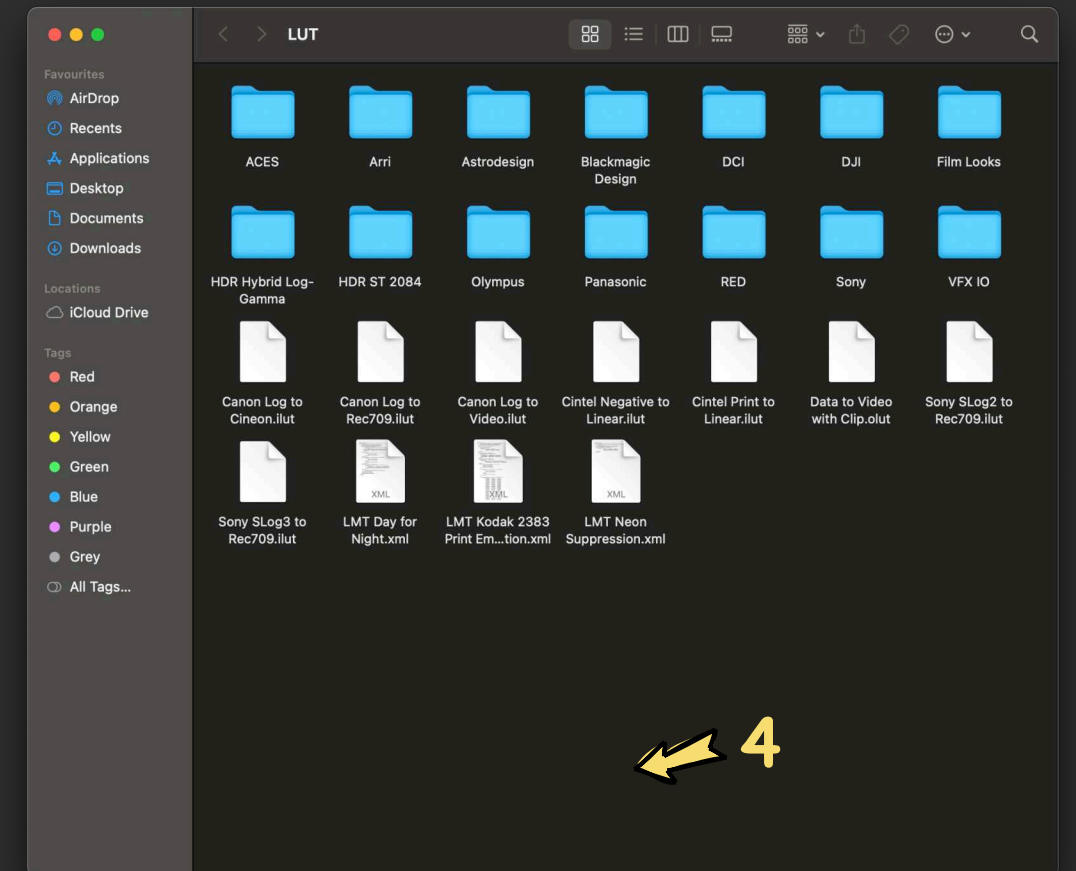 LUT
Favourites
AirDrop
Recents
Applications
Desktop
Documents
Downloads
Locations
iCloud Drive
Tags
Red
Orange
Yellow
Green
Blue
Purple
Grey
All Tags...
ACES
Arri
Astrodesign
Blackmagic
Design
DCI
DJI
Film Looks
HDR Hybrid Log-
Gamma
HDR ST 2084
Olympus
Panasonic
RED
Sony
VFX IO
Canon Log to
Cineon.ilut
Canon Log to
Rec709.ilut
Canon Log to
Video.ilut
Cintel Negative to
Linear.ilut
Cintel Print to
Linear.ilut
Data to Video
with Clip.olut
Sony SLog2 to
Rec709.ilut
Sony SLog3 to
Rec709.ilut
XML
LMT Day for
Night.xml
XML
LMT Kodak 2383
Print Em...tion.xml
XML
LMT Neon
Suppression.xml
4